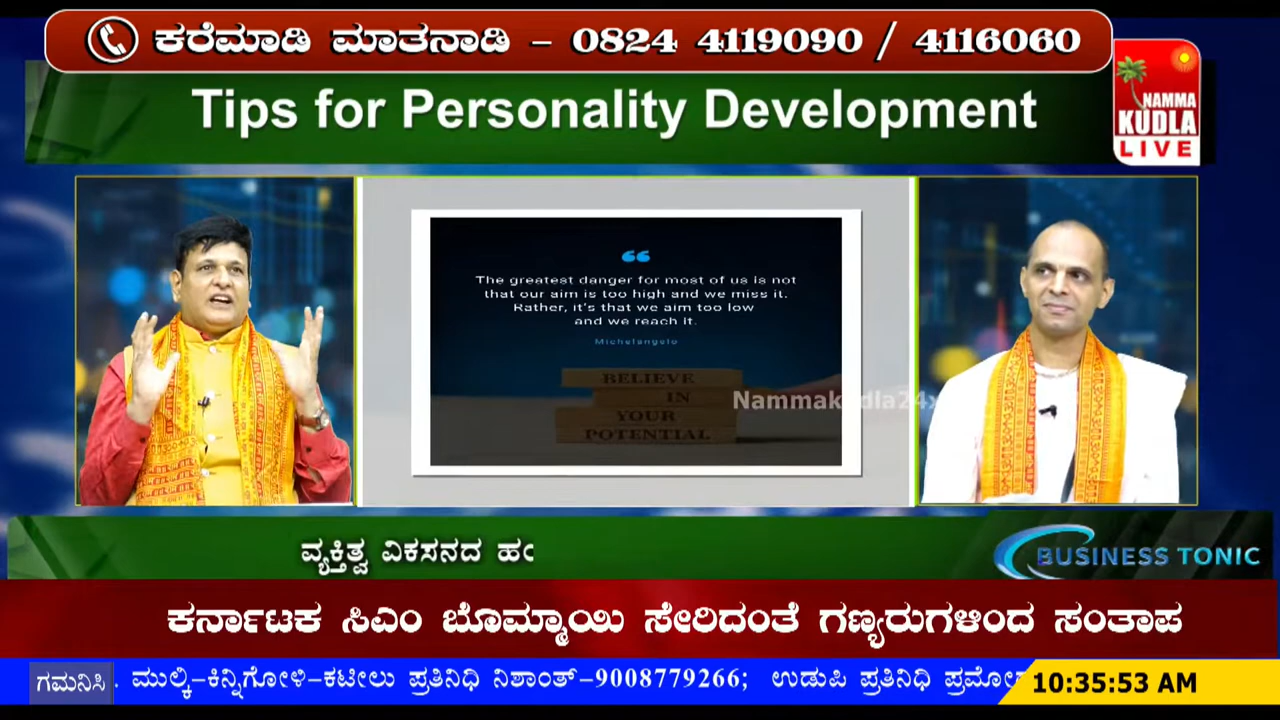 ಕರೆಮಾಡಿ ಮಾತನಾಡಿ – 0824 4119090 / 4116060
Tips for Personality Development
NAMMA
KUDLA
LIVE
The greatest danger for most of us is not
that our aim is too high and we miss it.
Rather, it's that we aim too low
and we reach it.
Michelangelo
BELIEVE
IN
YOUR
POTENTIAL
ವ್ಯಕ್ತಿತ್ವ ವಿಕಸನದ
BUSINESS TONIC
ಕರ್ನಾಟಕ ಸಿಎಂ ಬೊಮ್ಮಾಯಿ ಸೇರಿದಂತೆ ಗಣ್ಯರುಗಳಿಂದ ಸಂತಾಪ
ಗಮನಿಸಿ . ಮುಲ್ಕಿ-ಕಿನ್ನಿಗೋಳಿ-ಕಟೀಲು ಪ್ರತಿನಿಧಿ ನಿಶಾಂತ್-9008779266; ಉಡುಪಿ ಪ್ರತಿನಿಧಿ
10:35:53 AM